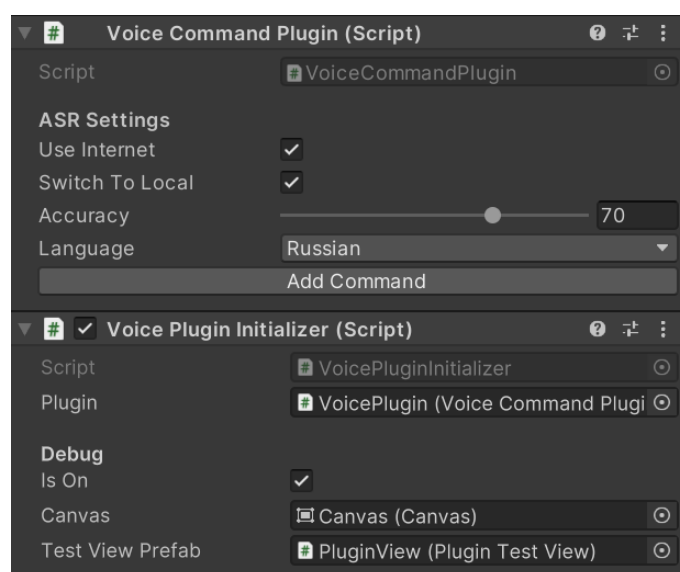 Voice Command Plugin (Script)
Script VoiceCommandPlugin
ASR Settings
Use Internet
Switch To Local
Accuracy 70
Language Russian
Add Command
Voice Plugin Initializer (Script)
Script VoicePluginInitializer
Plugin VoicePlugin (Voice Command Plugi
Debug
Is On
Canvas Canvas (Canvas)
Test View Prefab PluginView (Plugin Test View)